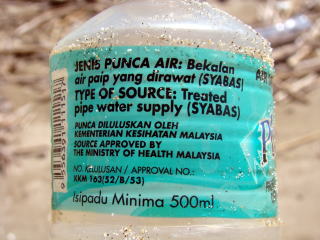 JENIS PUNCA AIR: Bekalan
air paip yang dirawat (SYABAS)
TYPE OF SOURCE: Treated
pipe water supply (SYABAS)
PUNCA DILULUSKAN OLEH
KEMENTERIAN KESIHATAN MALAYSIA
SOURCE APPROVED BY
THE MINISTRY OF HEALTH MALAYSIA
NO. KELULUSAN / APPROVAL NO.:
KKM 163(52/B/53)
Isipadu Minima 500ml